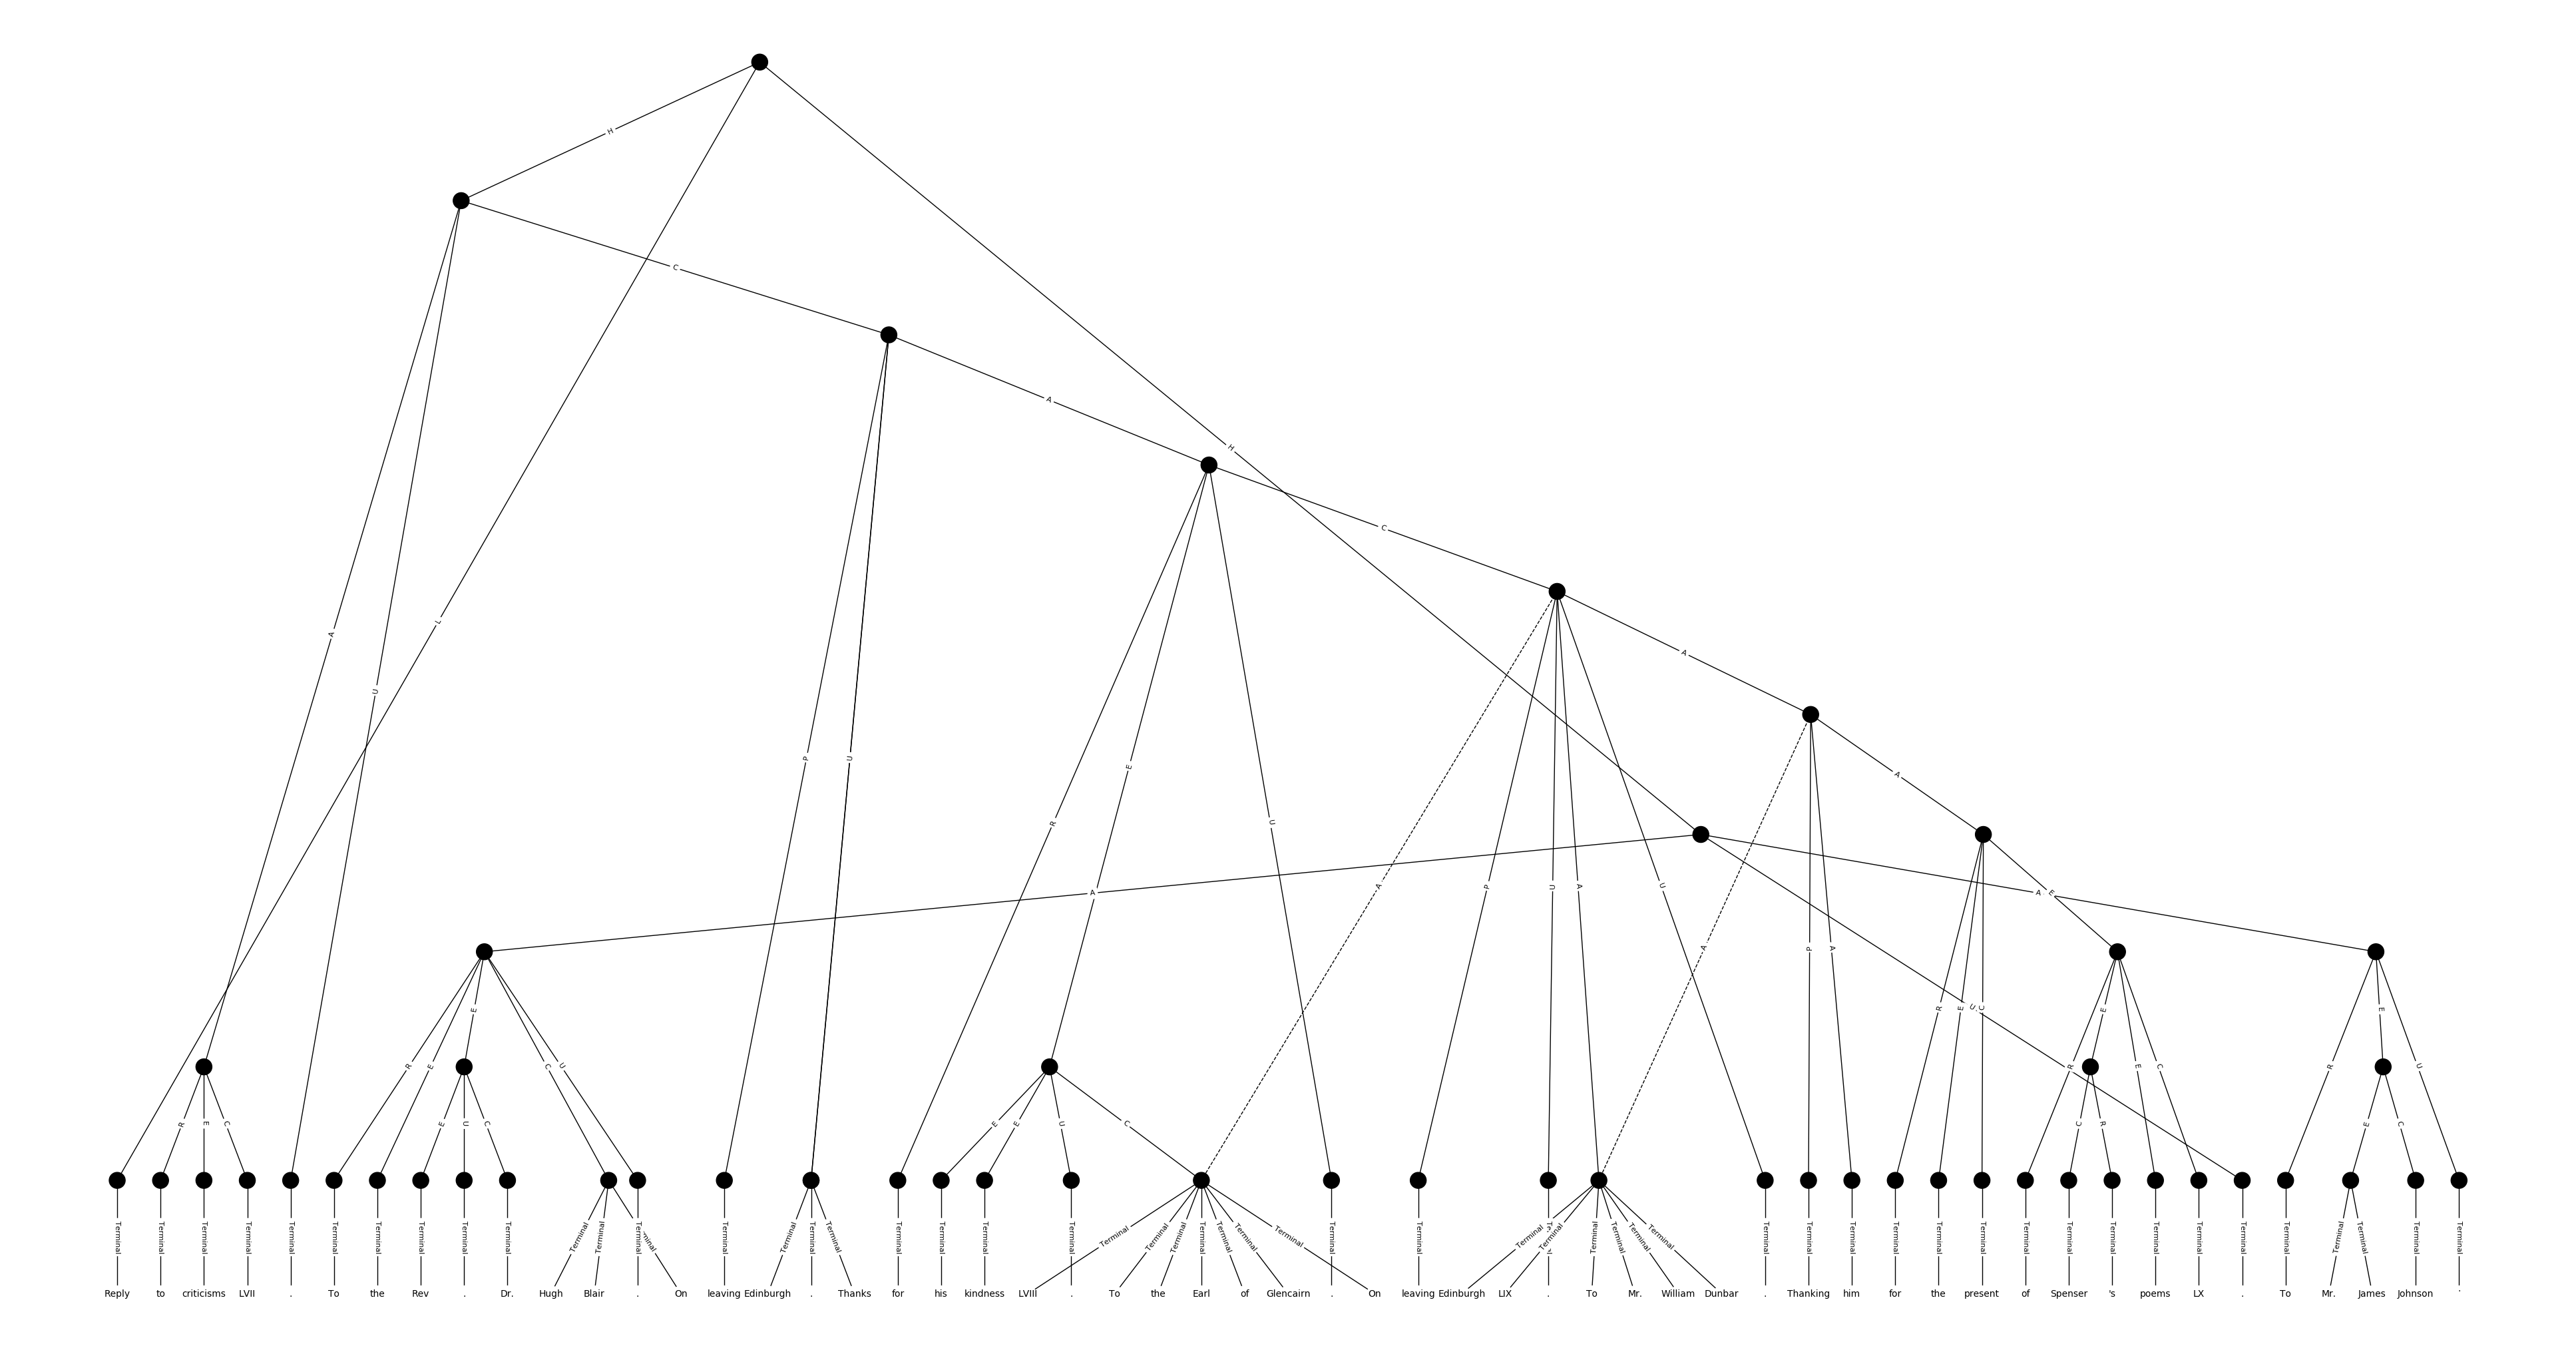 H
C
A
H
C
A
U
L
A
P
U
E
A
R
U
A
P
U
A
U
A
A
A
E
P
A
A
R
E
C
U
E
E
R
E
C
U
R
E
C
R
E
U
R
E
C
E
U
C
E
E
U
C
C
R
E
C
Terminal Terminal Terminal Terminal Terminal Terminal Terminal Terminal Terminal Terminal Terminal Terminal Terminal Terminal Terminal Terminal Terminal Terminal Terminal Terminal Terminal Terminal Terminal Terminal Terminal Terminal Terminal Terminal Terminal Terminal Terminal Terminal Terminal Terminal Terminal Terminal Terminal Terminal Terminal Terminal Terminal Terminal Terminal Terminal Terminal Terminal Terminal Terminal Terminal Terminal Terminal Terminal
Reply to criticisms LVII . To the Rev . Dr. Hugh Blair . On leaving Edinburgh . Thanks for his kindness LVIII . To the Earl of Glencairn . On leaving Edinburgh LIX . To Mr. William Dunbar . Thanking him for the present of Spenser 's poems LX . To Mr. James Johnson '